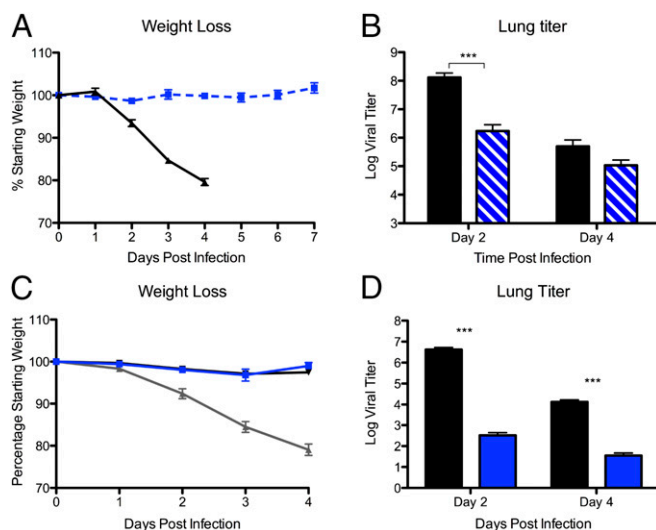 A
Weight Loss
% Starting Weight
110
100
90
80
70
0 1 2 3 4 5 6 7
Days Post Infection
B
Lung titer
Log Viral Titer
9
8
7
6
5
4
3
***
Day 2 Day 4
Time Post Infection
C
Weight Loss
Percentage Starting Weight
110
100
90
80
70
0 1 2 3 4
Days Post Infection
D
Lung Titer
Log Viral Titer
8
7
6
5
4
3
2
1
0
***
***
Day 2 Day 4
Days Post Infection